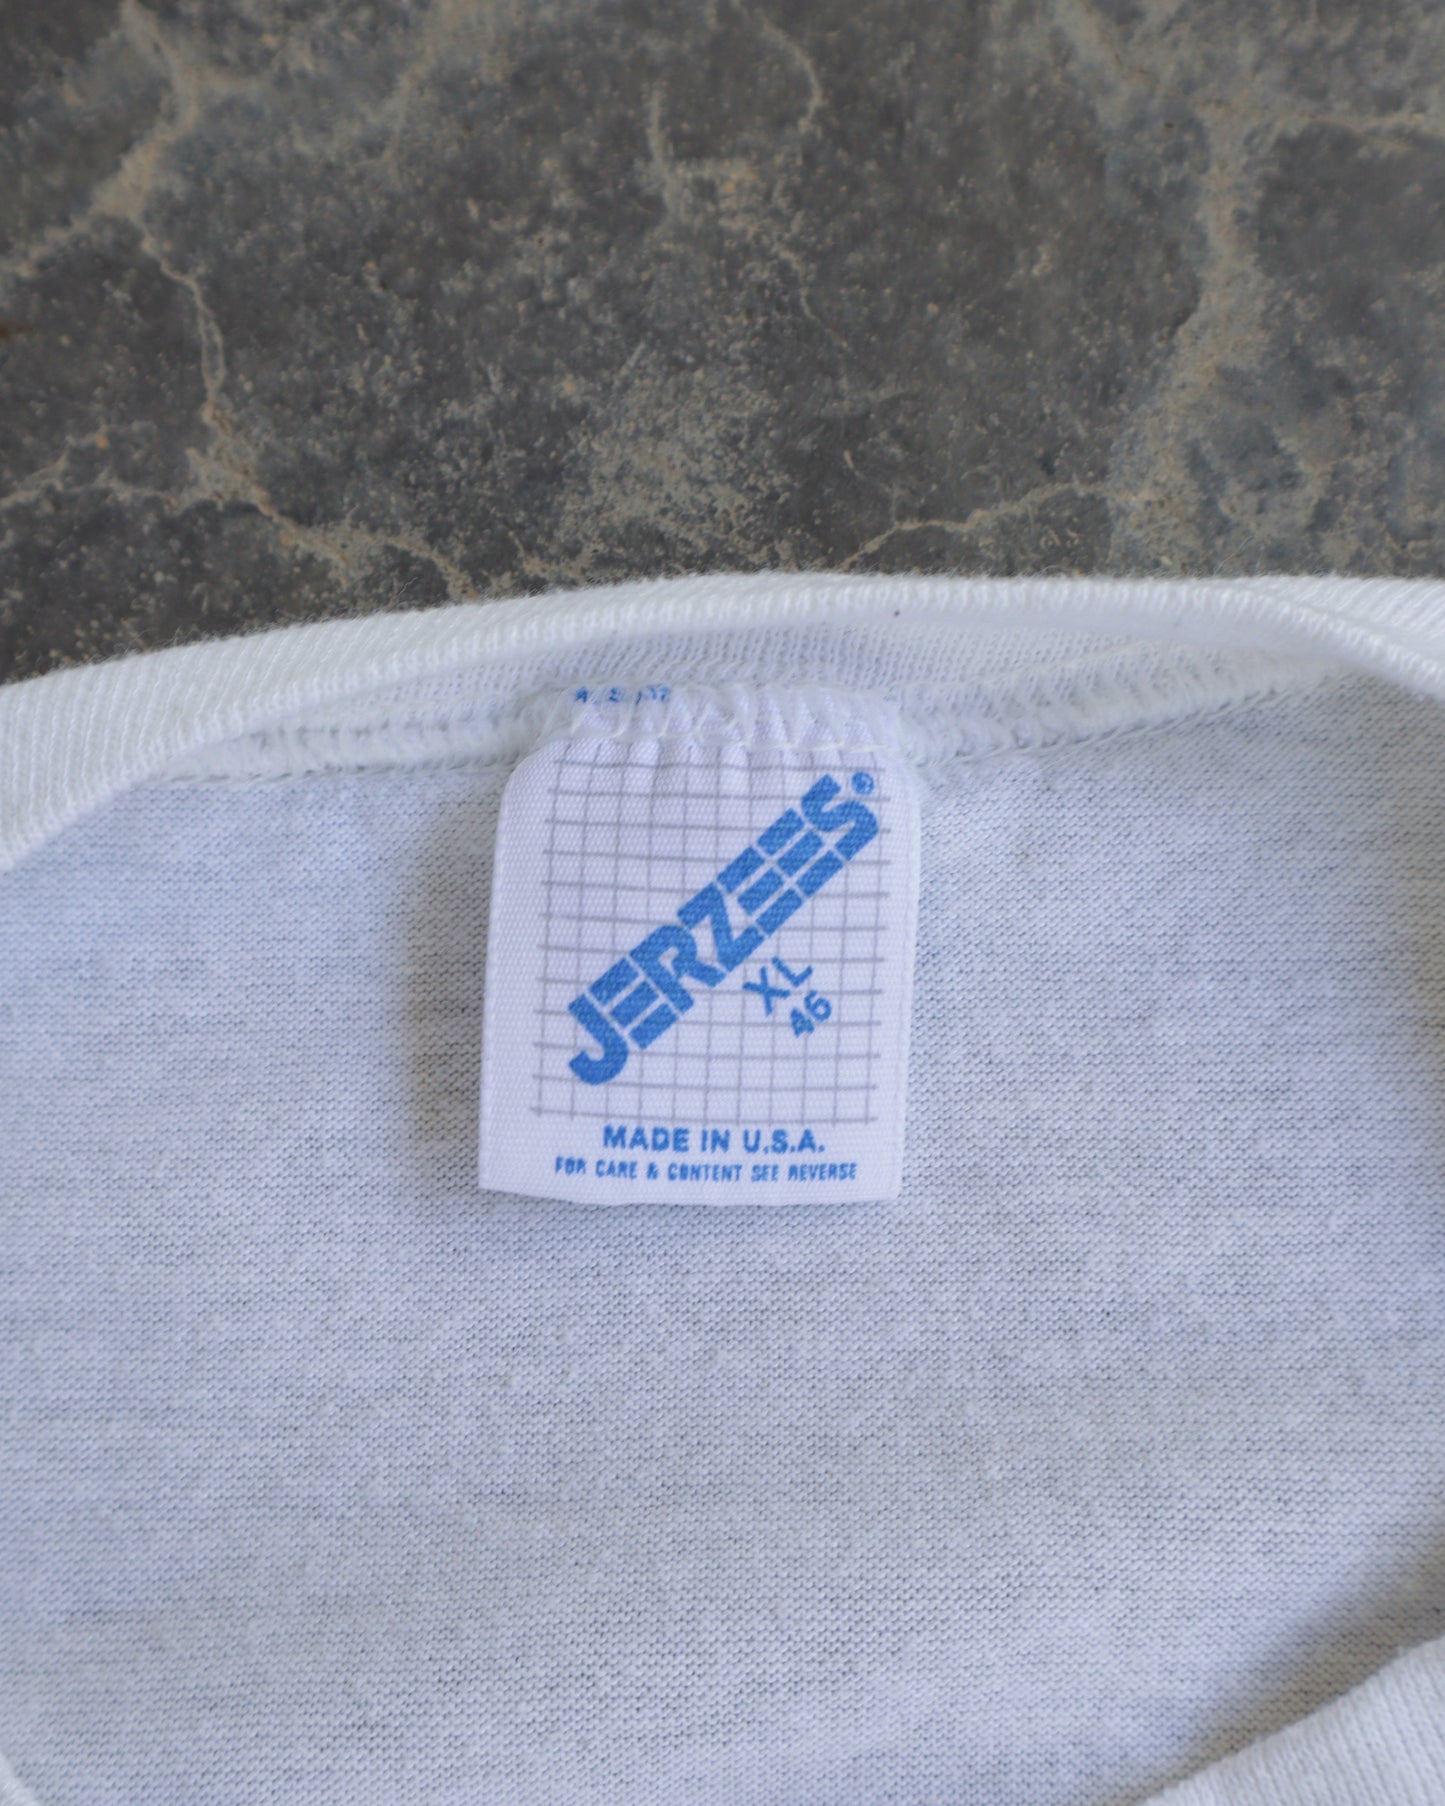 JERZEES®
XL
46
MADE IN U.S.A.
FOR CARE & CONTENT SEE REVERSE